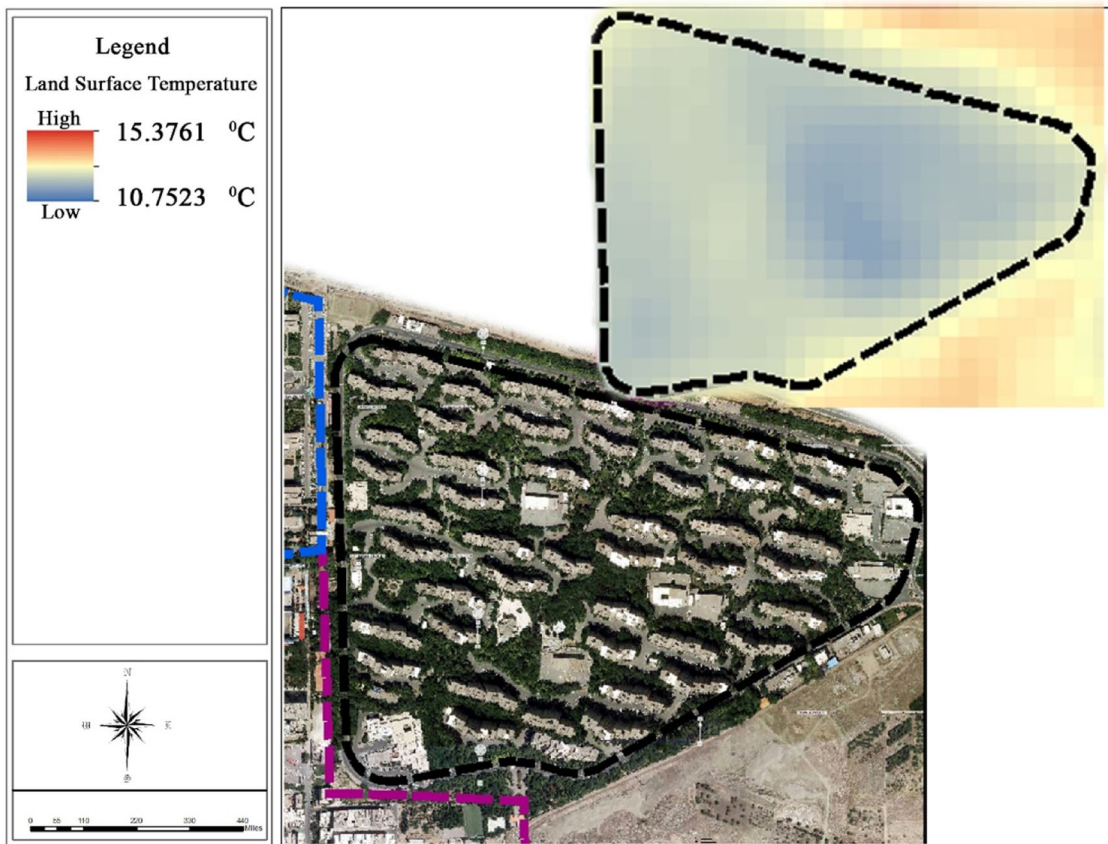 Legend
Land Surface Temperature
High
15.3761 ⁰C
10.7523 ⁰C
Low
N
E
S
0 55 110 220 330 440
Miles